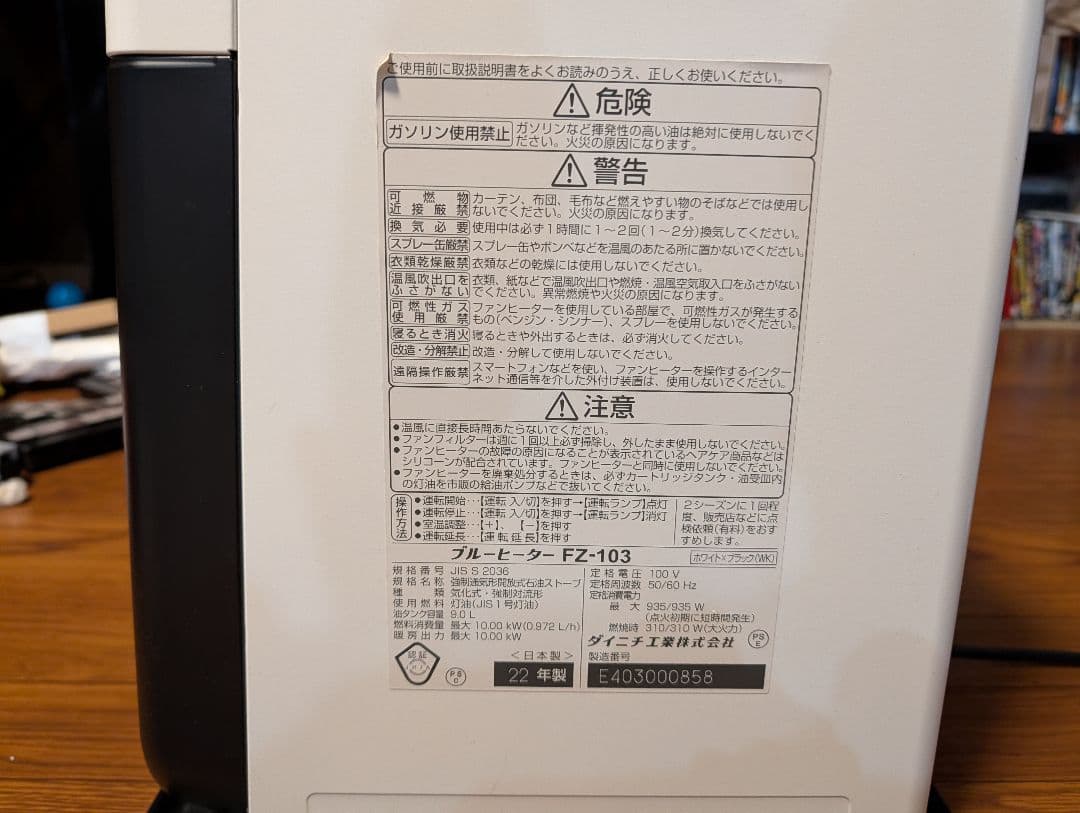 ご使用前に取扱説明書をよくお読みのうえ、正しくお使いください。
危険
ガソリン使用禁止 ガソリンなど揮発性の高い油は絶対に使用しないでく
ださい。火災の原因になります。
警告
可燃物 カーテン、布団、毛布など燃えやすい物のそばなどでは使用し
近接厳禁 ないでください。火災の原因になります。
換気必要 使用中は必ず1時間に1〜2回(1〜2分)換気してください。
スプレー缶厳禁 スプレー缶やボンベなどを温風のあたる所に置かないでください。
衣類乾燥厳禁 衣類などの乾燥には使用しないでください。
温風吹出口を 衣類、紙などで温風吹出口や燃焼・温風空気取入口をふさがない
ふさがない でください。異常燃焼や火災の原因になります。
可燃性ガス ファンヒーターを使用している部屋で、可燃性ガスが発生する
使用厳禁 もの(ベンジン・シンナー)、スプレーを使用しないでください。
寝るとき消火 寝るときや外出するときは、必ず消火してください。
改造・分解禁止 改造・分解して使用しないでください。
遠隔操作厳禁 スマートフォンなどを使い、ファンヒーターを操作するインター
ネット通信等を介した外付け装置は、使用しないでください。
注意
●温風に直接長時間あたらないでください。
●ファンフィルターは週に1回以上必ず掃除し、外したまま使用しないでください。
●ファンヒーターの故障の原因になることが表示されているヘアケア商品などは
シリコーンが配合されています。ファンヒーターと同時に使用しないでください。
●ファンヒーターを廃棄処分するときは、必ずカートリッジタンク・油受皿内
の灯油を市販の給油ポンプなどで抜いてください。
操作方法
●運転開始‥‥【運転 入/切】を押す→【運転ランプ】点灯
●運転停止‥‥【運転 入/切】を押す→【運転ランプ】消灯
●室温調整‥‥【+】、【−】を押す
●運転延長‥‥【運転延長】を押す
2シーズンに1回程
度、販売店などに点
検依頼(有料)をおす
すめします。
ブルーヒーター FZ-103 ホワイト×ブラック(WK)
規格番号 JIS S 2036
規格名称 強制通気形開放式石油ストーブ
種類 気化式・強制対流形
使用燃料 灯油(JIS1号灯油)
油タンク容量 9.0 L
燃料消費量 最大 10.00 kW(0.972 L/h)
暖房出力 最大 10.00 kW
定格電圧 100 V
定格周波数 50/60 Hz
定格消費電力
最大 935/935 W
(点火初期に短時間発生)
燃焼時 310/310 W(大火力)
ダイニチ工業株式会社
PS
E
認証
JHIA
PS
C
<日本製>
22 年製
製造番号
E403000858